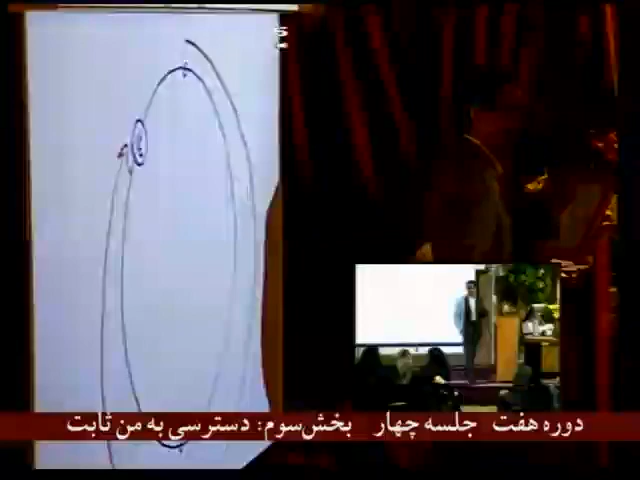 دوره هفت جلسه چهار بخش‌سوم: دسترسی به من ثابت